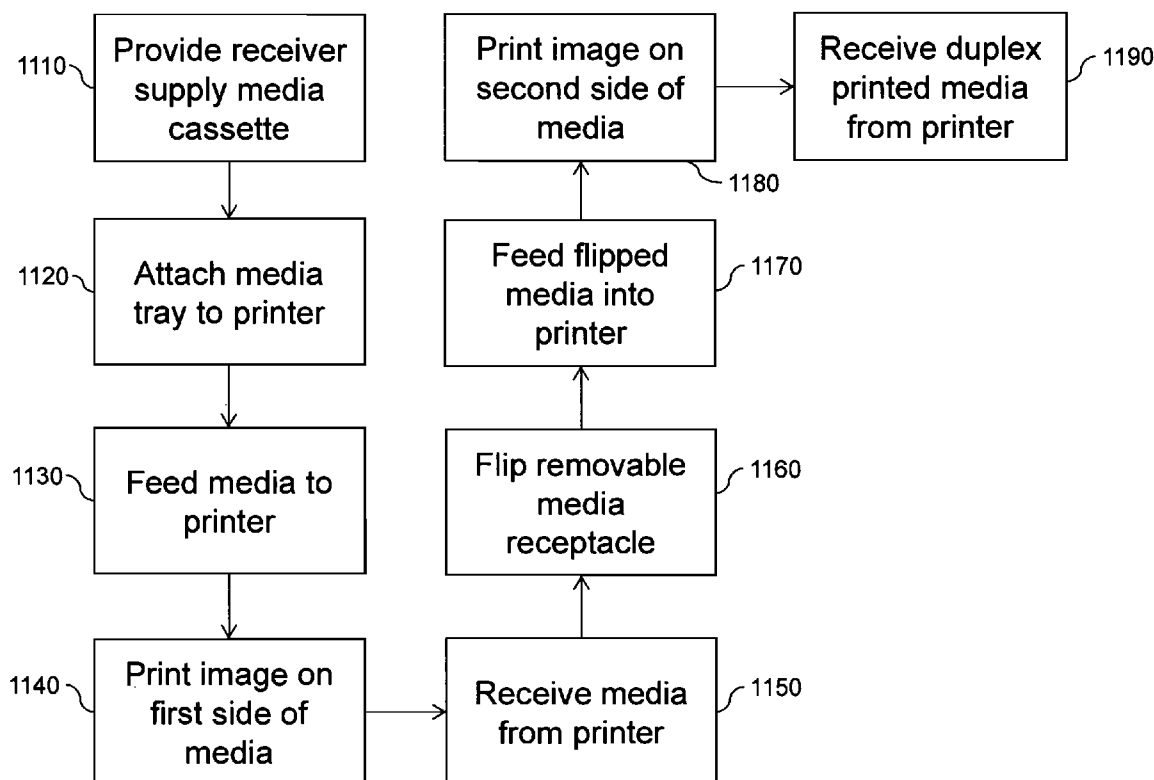 1110
Provide receiver
supply media
cassette
1120
Attach media
tray to printer
1130
Feed media to
printer
1140
Print image on
first side of
media
1150
Receive media
from printer
1160
Flip removable
media
receptacle
1170
Feed flipped
media into
printer
1180
Print image on
second side of
media
1190
Receive duplex
printed media
from printer